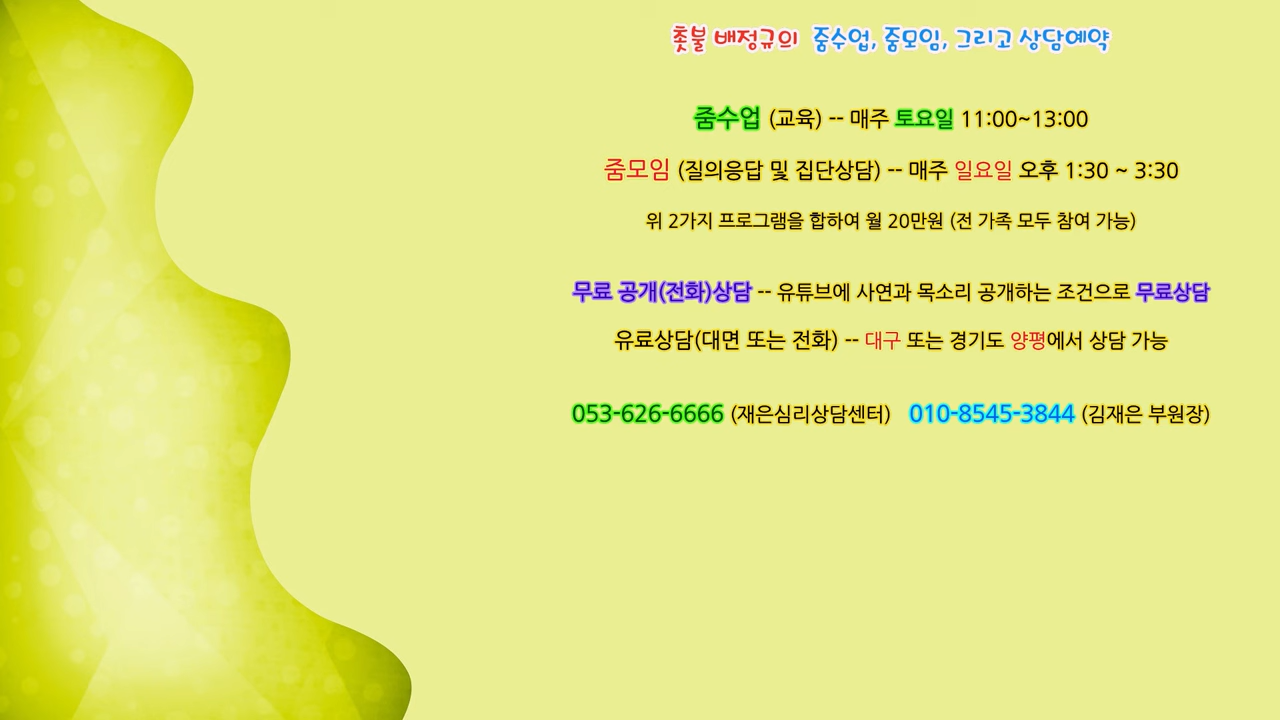 촛불 배정규의 줌수업, 줌모임, 그리고 상담예약
줌수업 (교육) -- 매주 토요일 11:00~13:00
줌모임 (질의응답 및 집단상담) -- 매주 일요일 오후 1:30 ~ 3:30
위 2가지 프로그램을 합하여 월 20만원 (전 가족 모두 참여 가능)
무료 공개(전화)상담 -- 유튜브에 사연과 목소리 공개하는 조건으로 무료상담
유료상담(대면 또는 전화) -- 대구 또는 경기도 양평에서 상담 가능
053-626-6666 (재은심리상담센터) 010-8545-3844 (김재은 부원장)